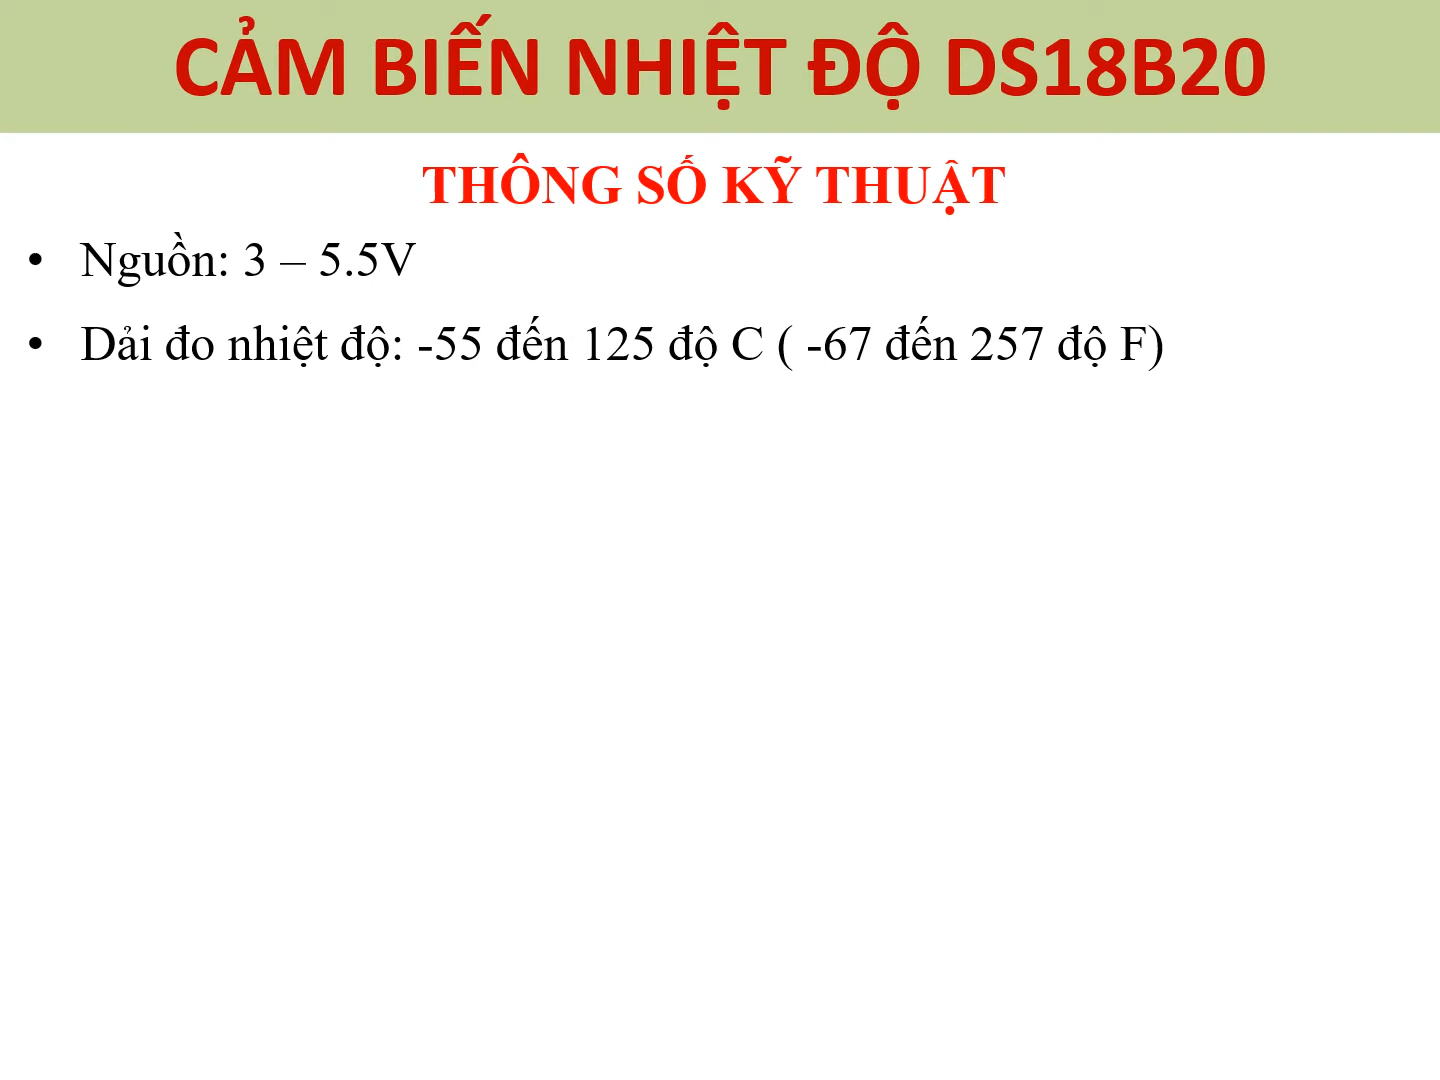 CẢM BIẾN NHIỆT ĐỘ DS18B20
THÔNG SỐ KỸ THUẬT
• Nguồn: 3 – 5.5V
• Dải đo nhiệt độ: -55 đến 125 độ C ( -67 đến 257 độ F)